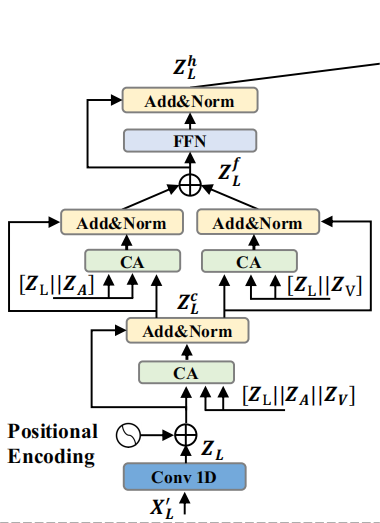 Z_L^h
Add&Norm
FFN
Z_L^f
Add&Norm
Add&Norm
CA
CA
[Z_L||Z_A]
[Z_L||Z_V]
Z_L^c
Add&Norm
CA
[Z_L||Z_A||Z_V]
Positional
Encoding
Z_L
Conv 1D
X'_L